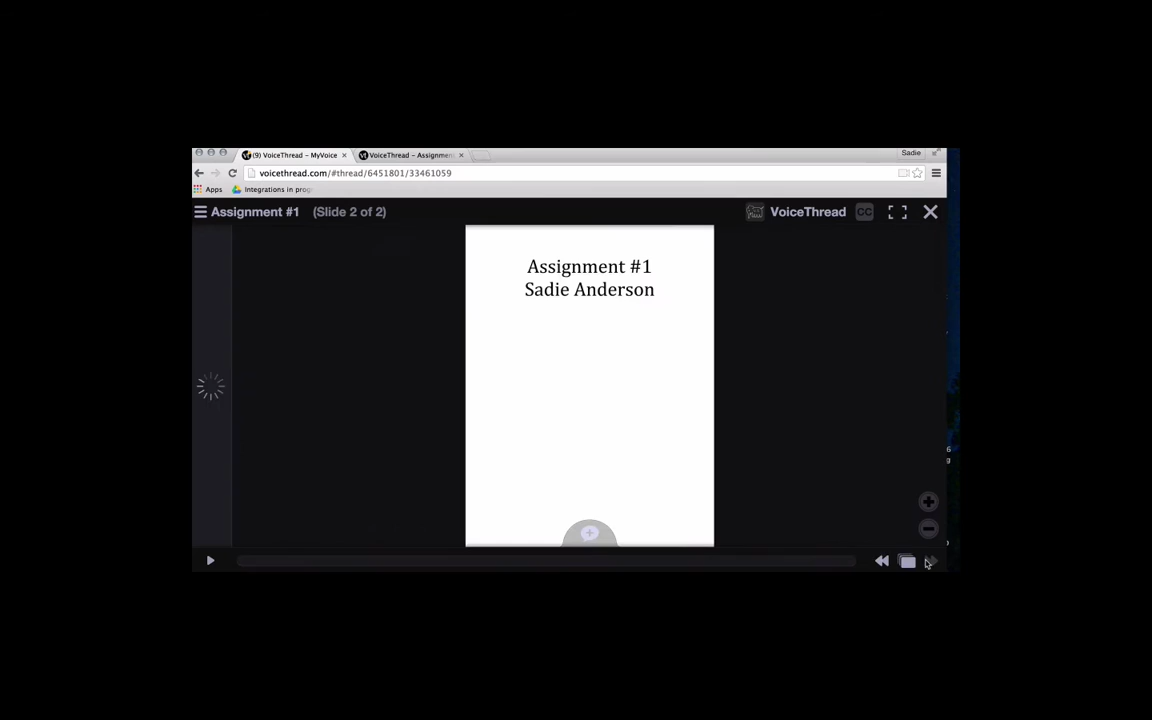 (9) VoiceThread - MyVoice
VoiceThread - Assignmen
Sadie
voicethread.com/#thread/6451801/33461059
Apps
Integrations in prog
Assignment #1 (Slide 2 of 2)
VoiceThread
CC
Assignment #1
Sadie Anderson
6
g